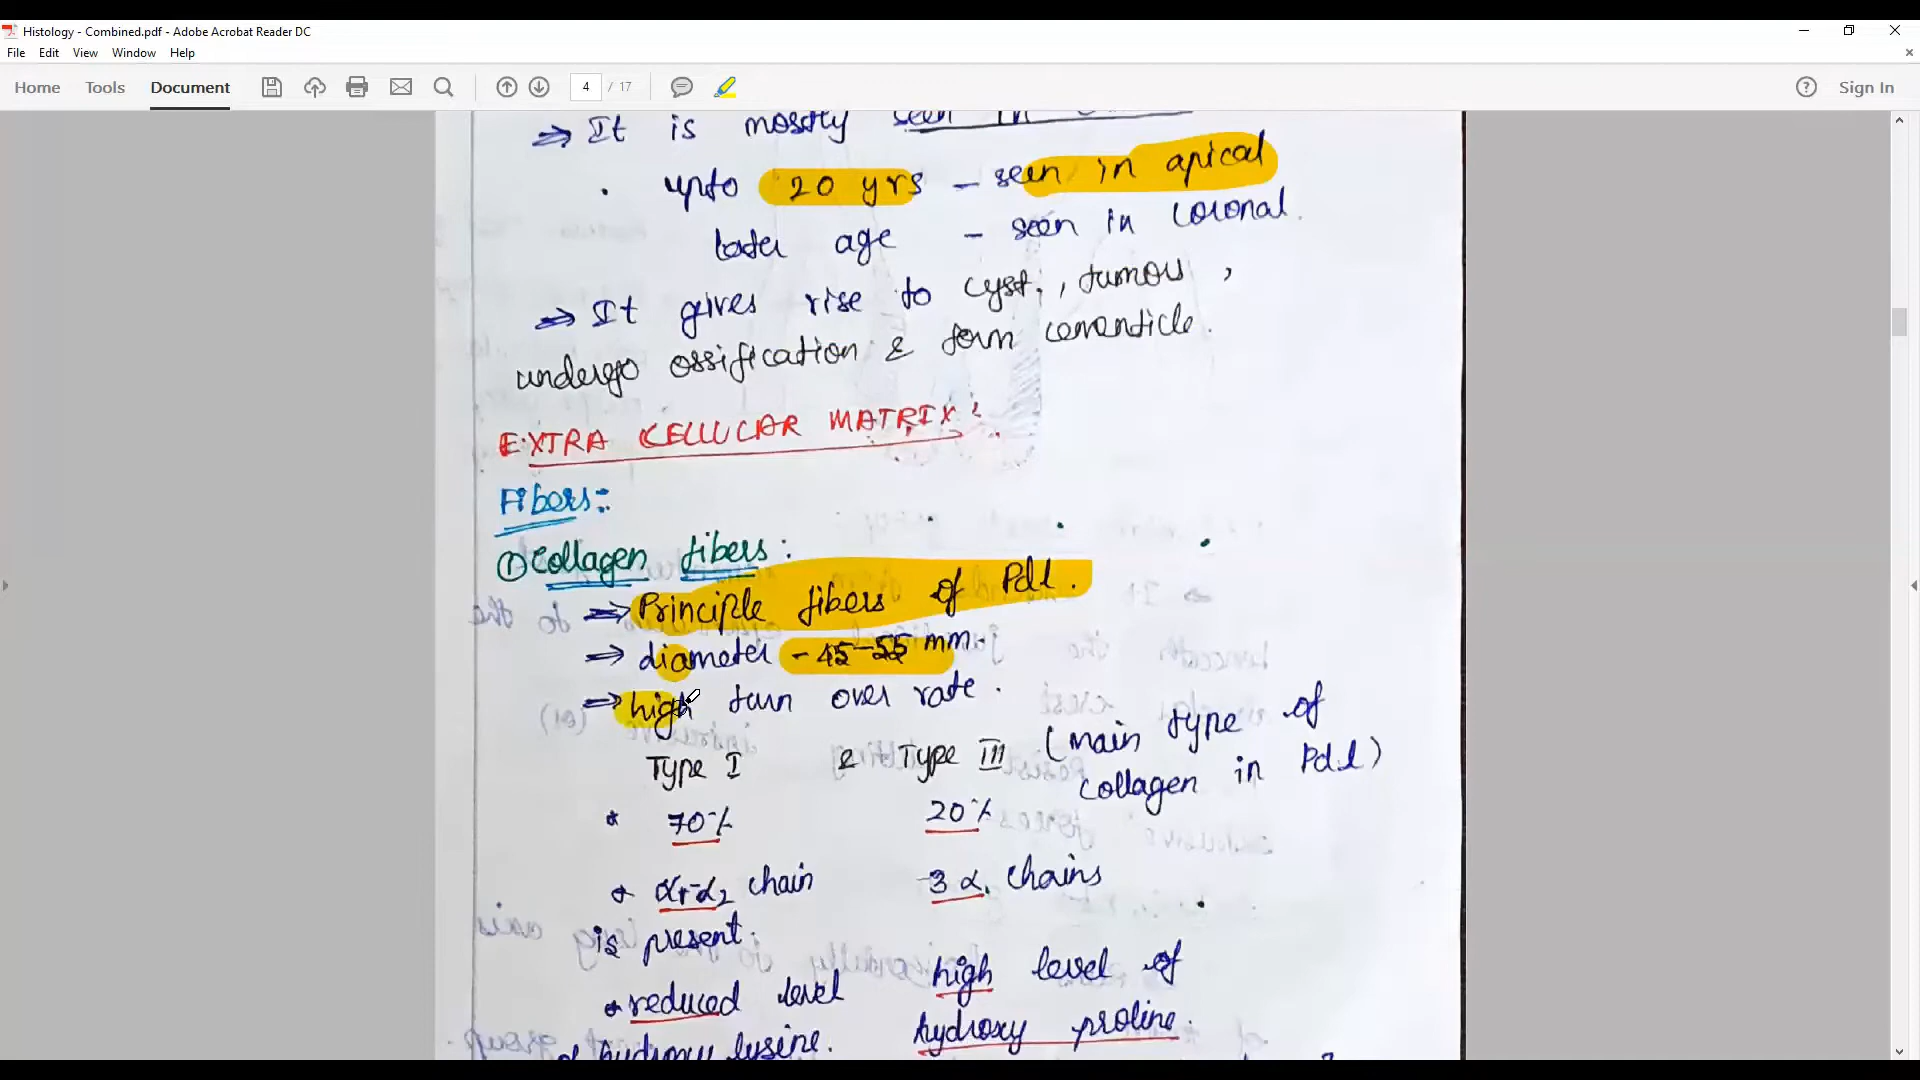 Histology - Combined.pdf - Adobe Acrobat Reader DC
File Edit View Window Help
Home Tools Document 4 / 17 Sign In
⇒ It is mostly seen in
. upto 20 yrs – seen in apical
later age – seen in coronal.
⇒ It gives rise to cyst, tumour,
undergo ossification & form cementicle.
EXTRA CELLULAR MATRIX:
Fibers:
① Collagen fibers:
⇒ Principle fibers of Pdl.
⇒ diameter - 45-55 mm.
⇒ high turn over rate.
Type I & Type III (main type of
collagen in Pdl)
* 70% 20%
* α1-α2 chain 3 α1 chains
is present.
* reduced level high level of
of hydroxy lysine. hydroxy proline.